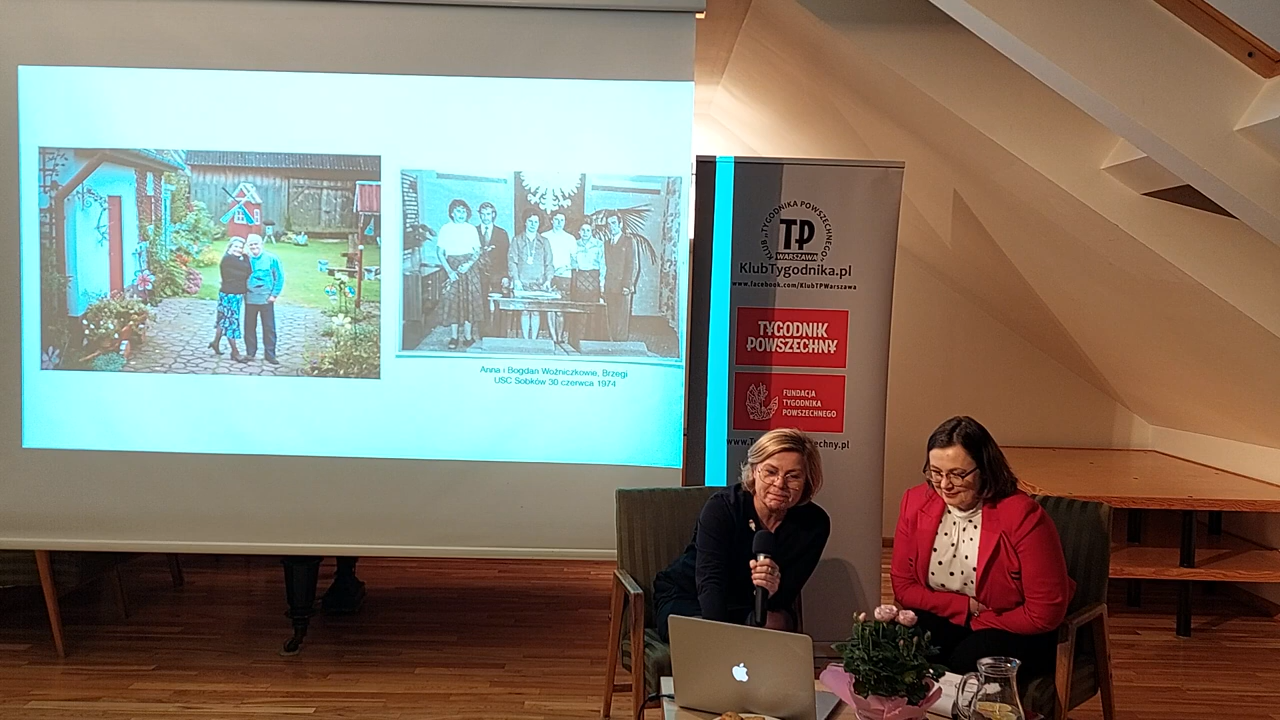 Anna i Bogdan Woźniczkowie, Brzegi
USC Sobków 30 czerwca 1974
KLUB "TYGODNIKA POWSZECHNEGO"
TP
WARSZAWA
KlubTygodnika.pl
www.facebook.com/KlubTPWarszawa
TYGODNIK
POWSZECHNY
FUNDACJA
TYGODNIKA
POWSZECHNEGO